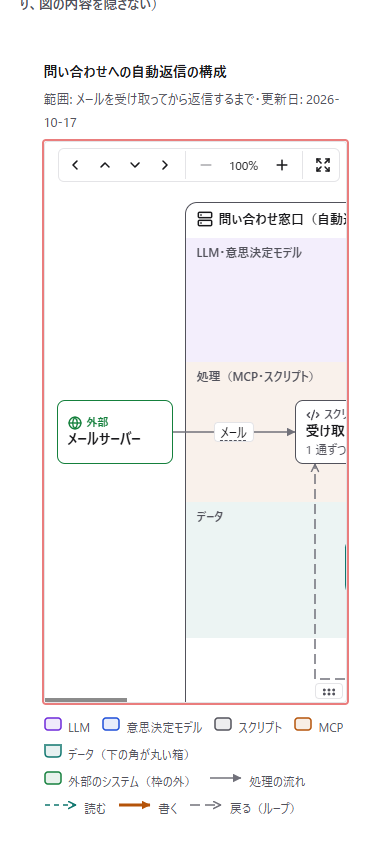 り、図の内容を隠さない）
問い合わせへの自動返信の構成
範囲: メールを受け取ってから返信するまで・更新日: 2026-
10-17
100%
問い合わせ窓口（自動
LLM・意思決定モデル
処理（MCP・スクリプト）
外部
メールサーバー
メール
スク
受け取
1 通ずつ
データ
LLM 意思決定モデル スクリプト MCP
データ（下の角が丸い箱）
外部のシステム（枠の外） 処理の流れ
読む 書く 戻る（ループ）